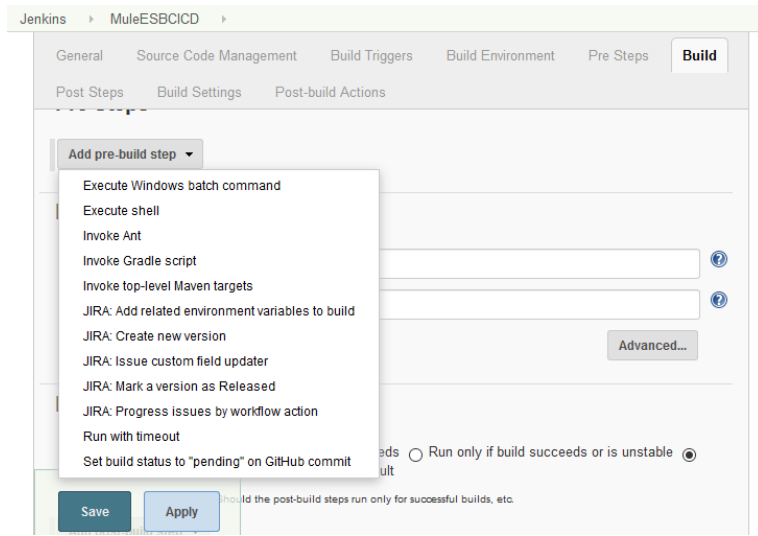 Jenkins MuleESBCICD
General Source Code Management Build Triggers Build Environment Pre Steps Build
Post Steps Build Settings Post-build Actions
Add pre-build step
Execute Windows batch command
Execute shell
Invoke Ant
Invoke Gradle script
Invoke top-level Maven targets
JIRA: Add related environment variables to build
JIRA: Create new version
JIRA: Issue custom field updater
JIRA: Mark a version as Released
JIRA: Progress issues by workflow action
Run with timeout
Set build status to "pending" on GitHub commit
Advanced...
eds Run only if build succeeds or is unstable
ult
should the post-build steps run only for successful builds, etc.
Save Apply